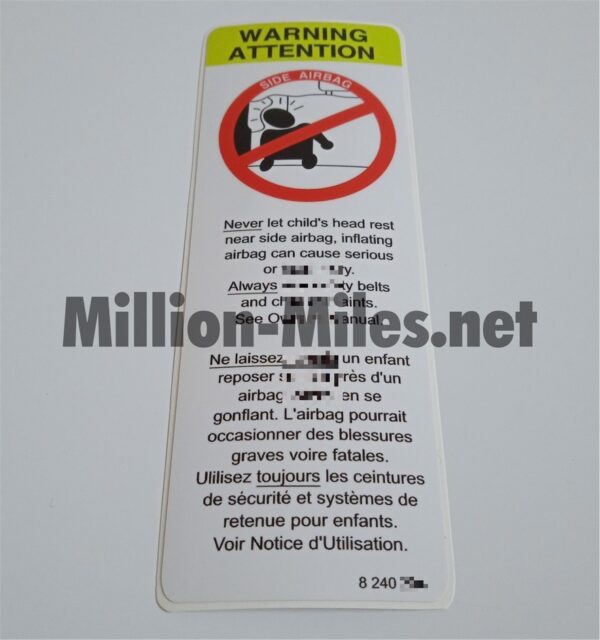 WARNING
ATTENTION
SIDE AIRBAG
Never let child's head rest
near side airbag, inflating
airbag can cause serious
or
Always belts
and
See
Million-Miles.net
Ne laissez un enfant
reposer d'un
airbag en se
gonflant. L'airbag pourrait
occasionner des blessures
graves voire fatales.
Ulilisez toujours les ceintures
de sécurité et systèmes de
retenue pour enfants.
Voir Notice d'Utilisation.
8 240